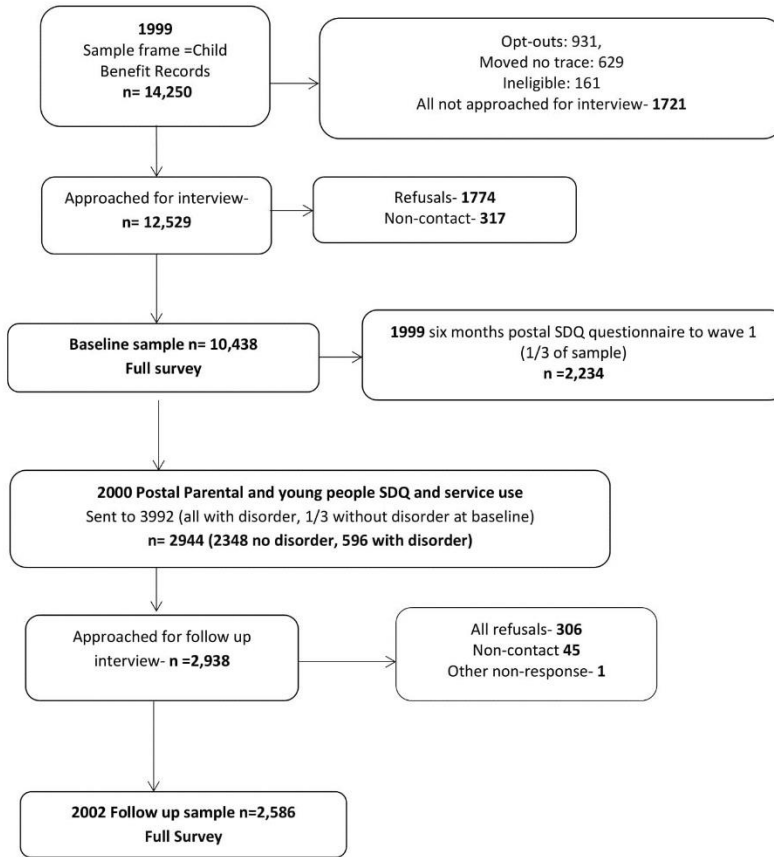 1999
Sample frame =Child
Benefit Records
n= 14,250
Opt-outs: 931,
Moved no trace: 629
Ineligible: 161
All not approached for interview- 1721
Approached for interview-
n= 12,529
Refusals- 1774
Non-contact- 317
Baseline sample n= 10,438
Full survey
1999 six months postal SDQ questionnaire to wave 1
(1/3 of sample)
n =2,234
2000 Postal Parental and young people SDQ and service use
Sent to 3992 (all with disorder, 1/3 without disorder at baseline)
n= 2944 (2348 no disorder, 596 with disorder)
Approached for follow up
interview- n =2,938
All refusals- 306
Non-contact 45
Other non-response- 1
2002 Follow up sample n=2,586
Full Survey